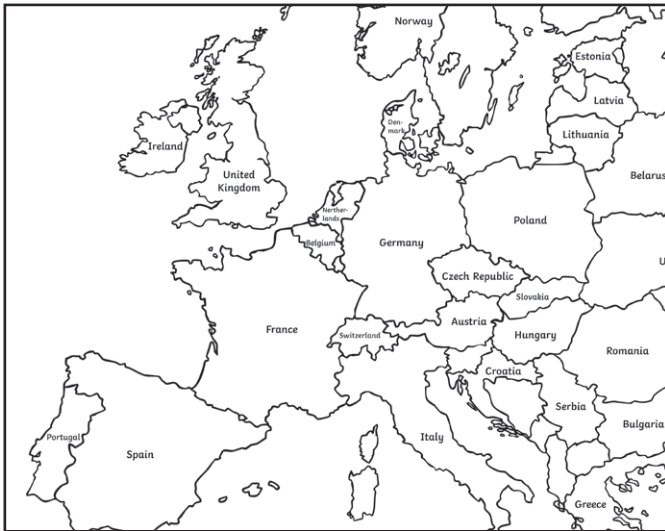 Norway
Estonia
Latvia
Lithuania
Den-
mark
Ireland
United
Kingdom
Belarus
Nerther-
lands
Poland
Belgium
Germany
U
Czech Republic
Slovakia
Austria
France
Switzerland
Hungary
Romania
Croatia
Serbia
Bulgaria
Portugal
Italy
Spain
Greece